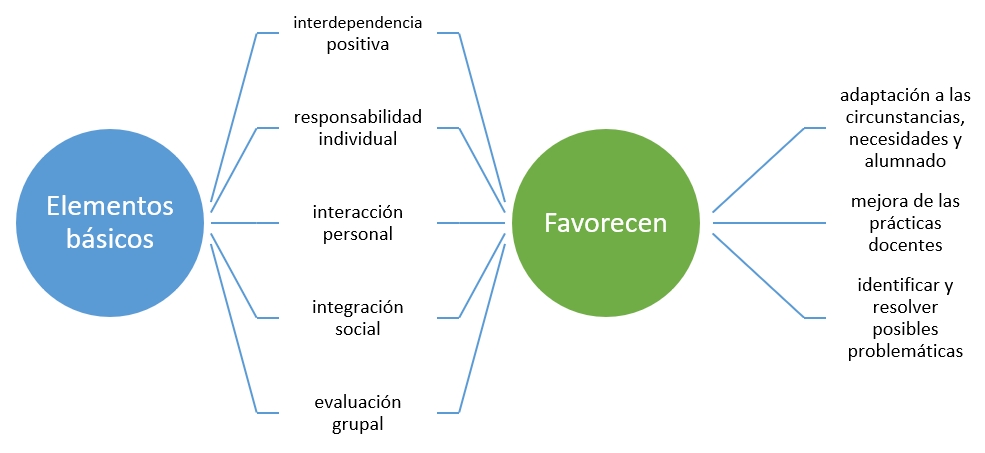 Elementos
básicos
interdependencia
positiva
responsabilidad
individual
interacción
personal
integración
social
evaluación
grupal
Favorecen
adaptación a las
circunstancias,
necesidades y
alumnado
mejora de las
prácticas
docentes
identificar y
resolver
posibles
problemáticas